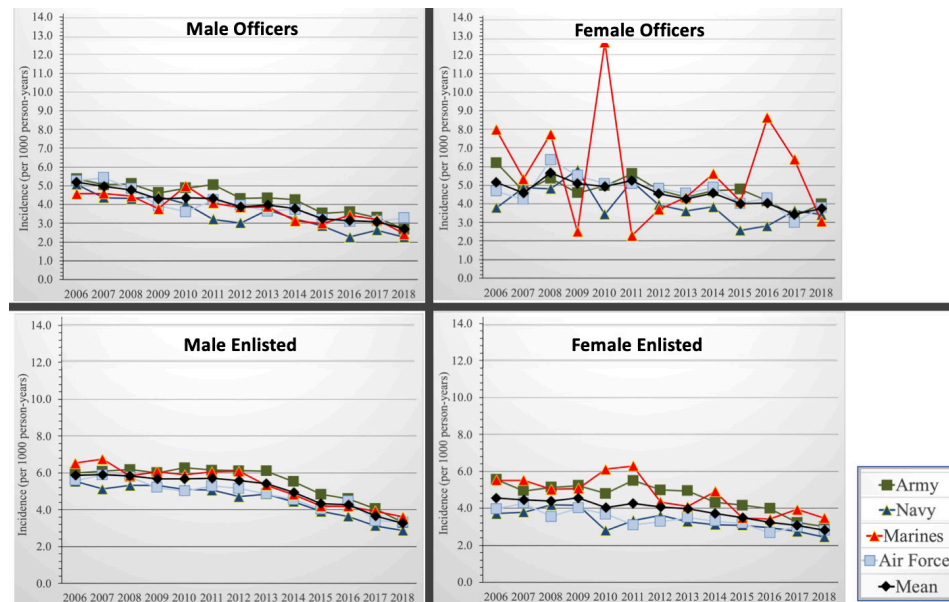 Male Officers
Incidence (per 1000 person-years)
14.0
13.0
12.0
11.0
10.0
9.0
8.0
7.0
6.0
5.0
4.0
3.0
2.0
1.0
0.0
2006 2007 2008 2009 2010 2011 2012 2013 2014 2015 2016 2017 2018
Female Officers
Incidence (per 1000 person-years)
14.0
13.0
12.0
11.0
10.0
9.0
8.0
7.0
6.0
5.0
4.0
3.0
2.0
1.0
0.0
2006 2007 2008 2009 2010 2011 2012 2013 2014 2015 2016 2017 2018
Male Enlisted
Incidence (per 1000 person-years)
14.0
12.0
10.0
8.0
6.0
4.0
2.0
0.0
2006 2007 2008 2009 2010 2011 2012 2013 2014 2015 2016 2017 2018
Female Enlisted
Incidence (per 1000 person-years)
14.0
12.0
10.0
8.0
6.0
4.0
2.0
0.0
2006 2007 2008 2009 2010 2011 2012 2013 2014 2015 2016 2017 2018
Army
Navy
Marines
Air Force
Mean